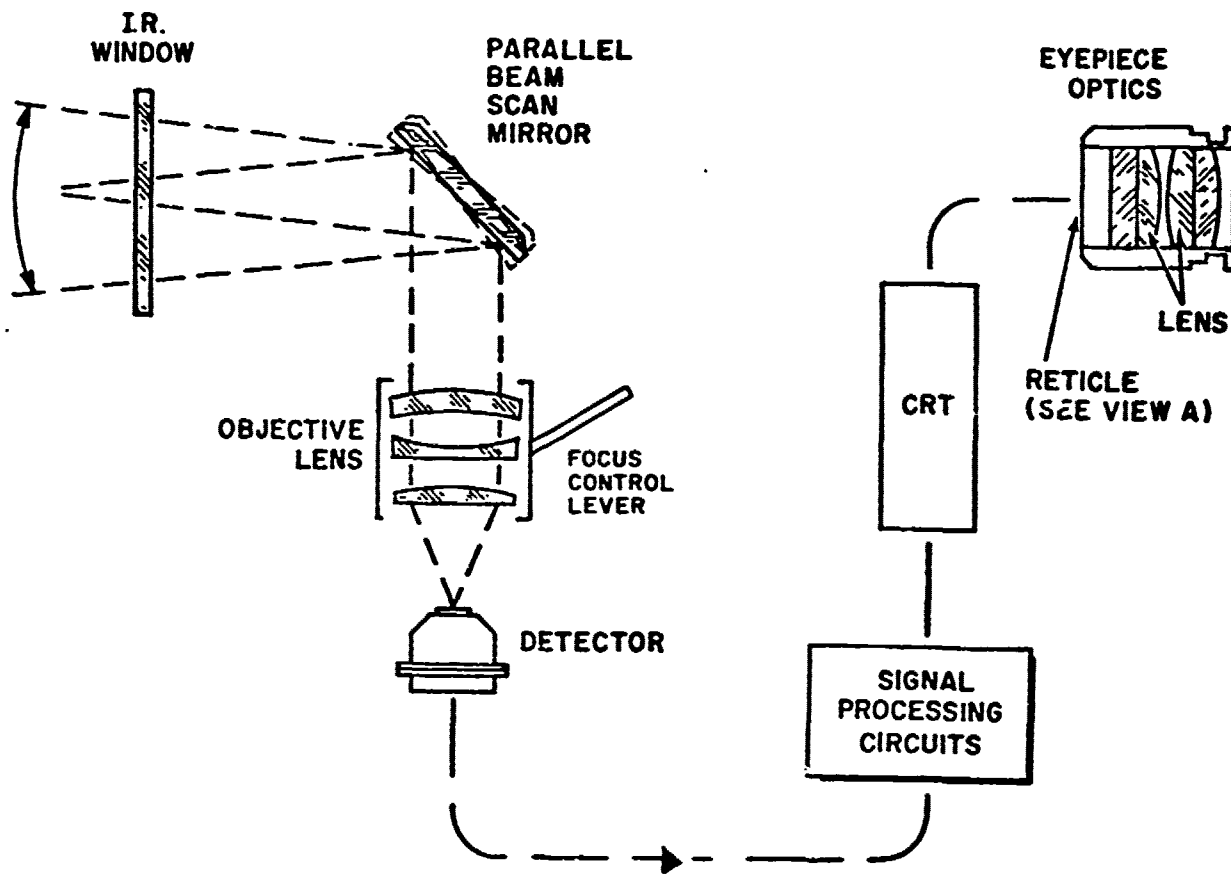 I.R.
WINDOW
PARALLEL
BEAM
SCAN
MIRROR
EYEPIECE
OPTICS
LENS
RETICLE
(SEE VIEW A)
CRT
OBJECTIVE
LENS
FOCUS
CONTROL
LEVER
DETECTOR
SIGNAL
PROCESSING
CIRCUITS